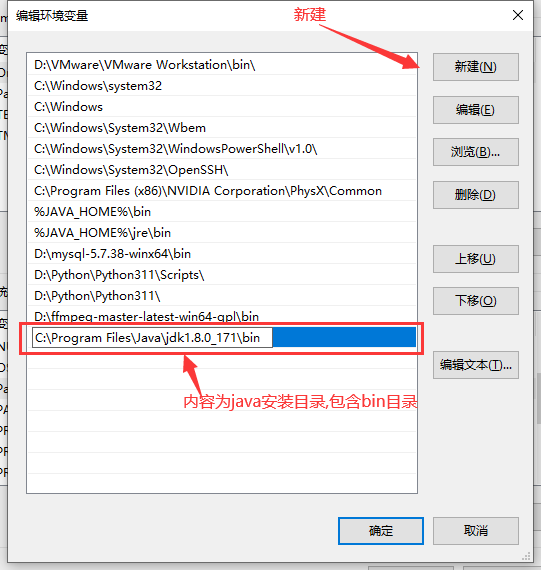 新建
编辑环境变量
D:\VMware\VMware Workstation\bin\
C:\Windows\system32
C:\Windows
C:\Windows\System32\Wbem
C:\Windows\System32\WindowsPowerShell\v1.0\
C:\Windows\System32\OpenSSH\
C:\Program Files (x86)\NVIDIA Corporation\PhysX\Common
%JAVA_HOME%\bin
%JAVA_HOME%\jre\bin
D:\mysql-5.7.38-winx64\bin
D:\Python\Python311\Scripts\
D:\Python\Python311\
D:\ffmpeg-master-latest-win64-gpl\bin
C:\Program Files\Java\jdk1.8.0_171\bin
内容为java安装目录,包含bin目录
新建(N)
编辑(E)
浏览(B)...
删除(D)
上移(U)
下移(O)
编辑文本(T)...
确定
取消